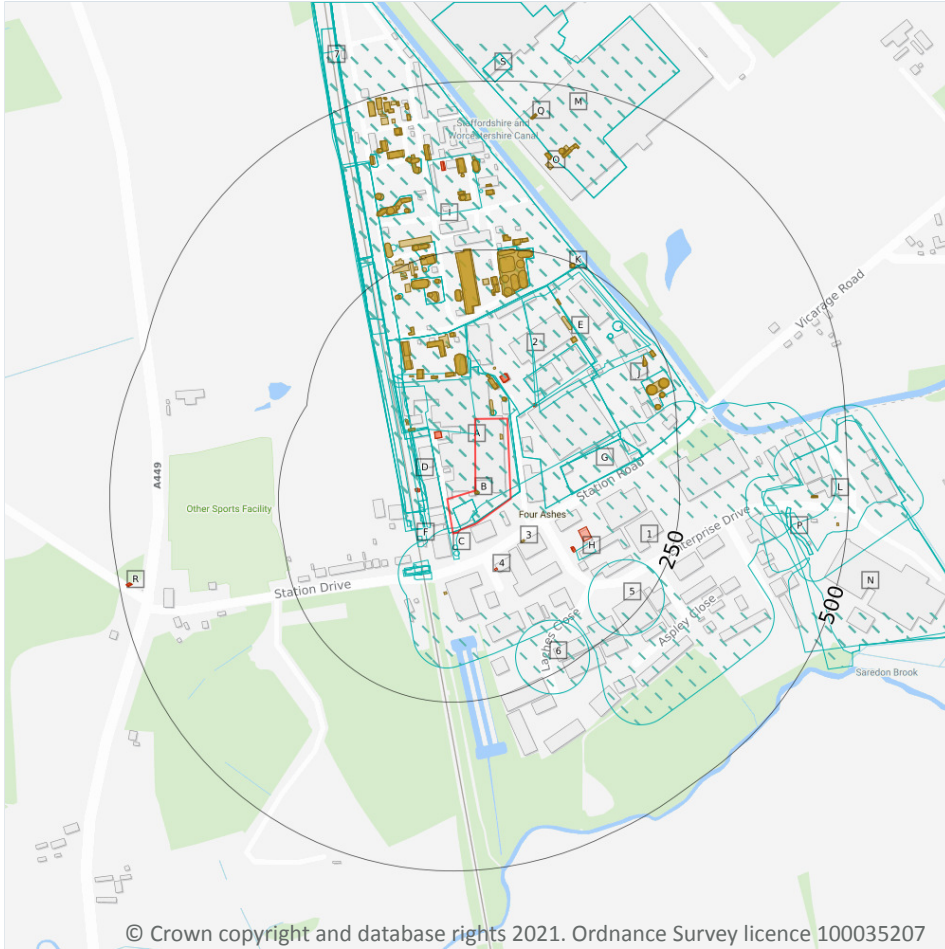 7
S
M
Q
Staffordshire and
Worcestershire Canal
O
I
K
Vicarage Road
E
2
J
A449
A
D
G
Station Road
Other Sports Facility
B
L
Four Ashes
F
C
3
1
Enterprise Drive
P
H
250
4
R
N
Station Drive
5
500
Laches Close
Aspley Close
6
Saredon Brook
© Crown copyright and database rights 2021. Ordnance Survey licence 100035207